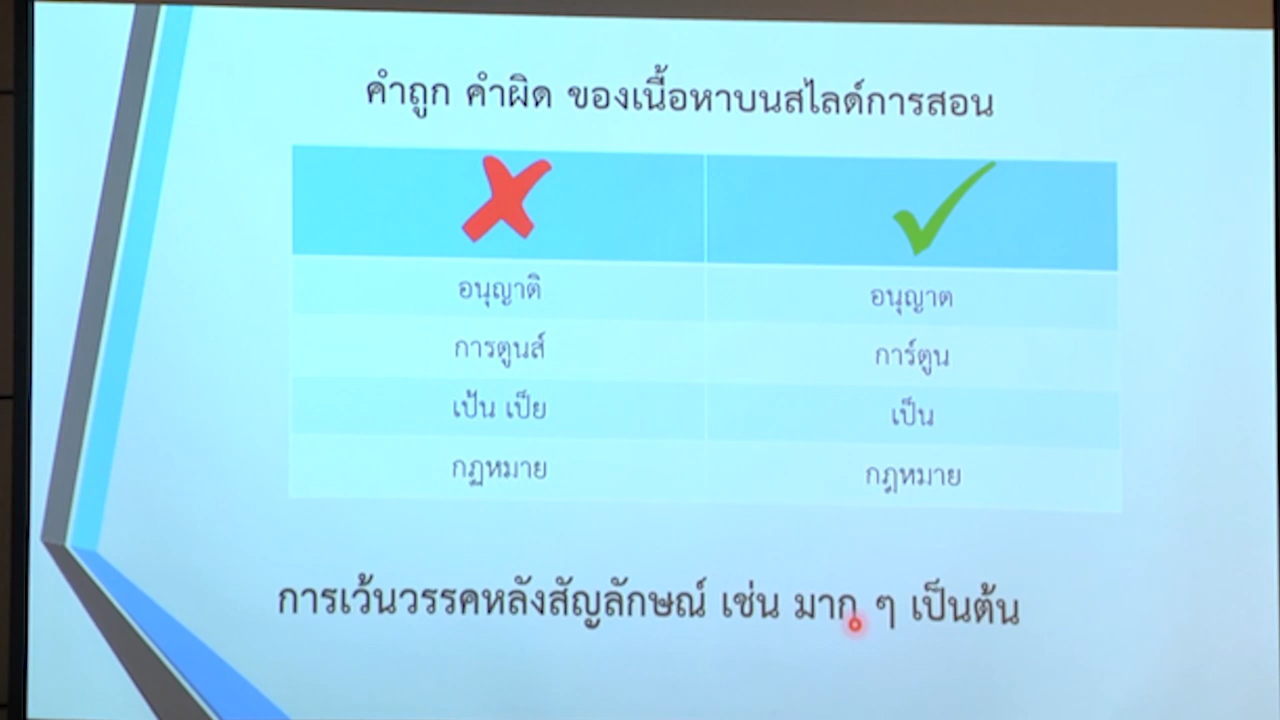 คำถูก คำผิด ของเนื้อหาบนสไลด์การสอน
อนุญาติ อนุญาต
การตูนส์ การ์ตูน
เป้น เป็ย เป็น
กฏหมาย กฎหมาย
การเว้นวรรคหลังสัญลักษณ์ เช่น มาก ๆ เป็นต้น